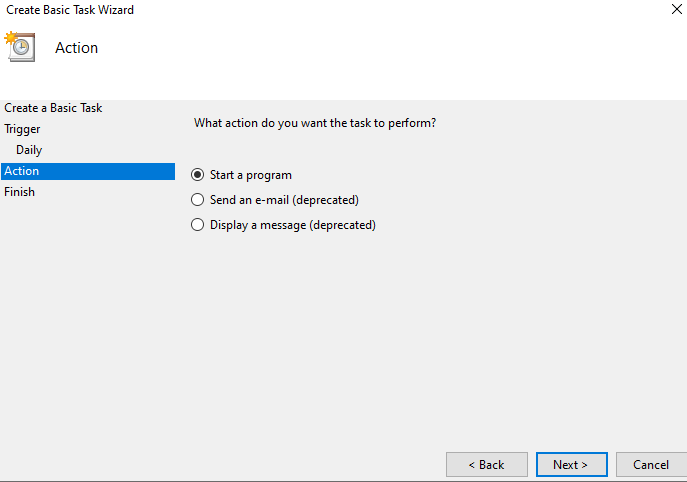 Create Basic Task Wizard
Action
Create a Basic Task
Trigger
Daily
Action
Finish
What action do you want the task to perform?
Start a program
Send an e-mail (deprecated)
Display a message (deprecated)
< Back
Next >
Cancel